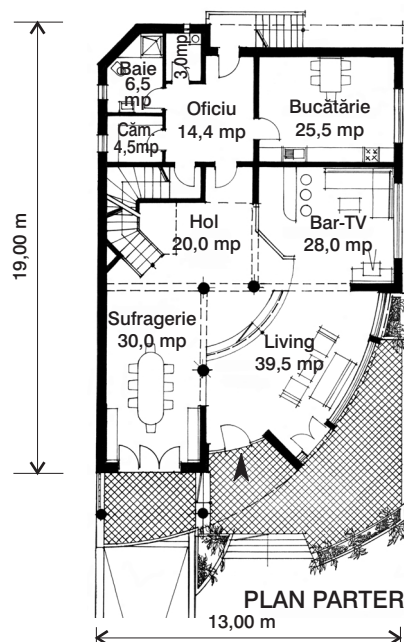 3,0mp
Baie
6,5
mp
Oficiu
14,4 mp
Bucătărie
25,5 mp
Căm.
4,5mp
Hol
20,0 mp
Bar-TV
28,0 mp
19,00 m
Sufragerie
30,0 mp
Living
39,5 mp
PLAN PARTER
13,00 m